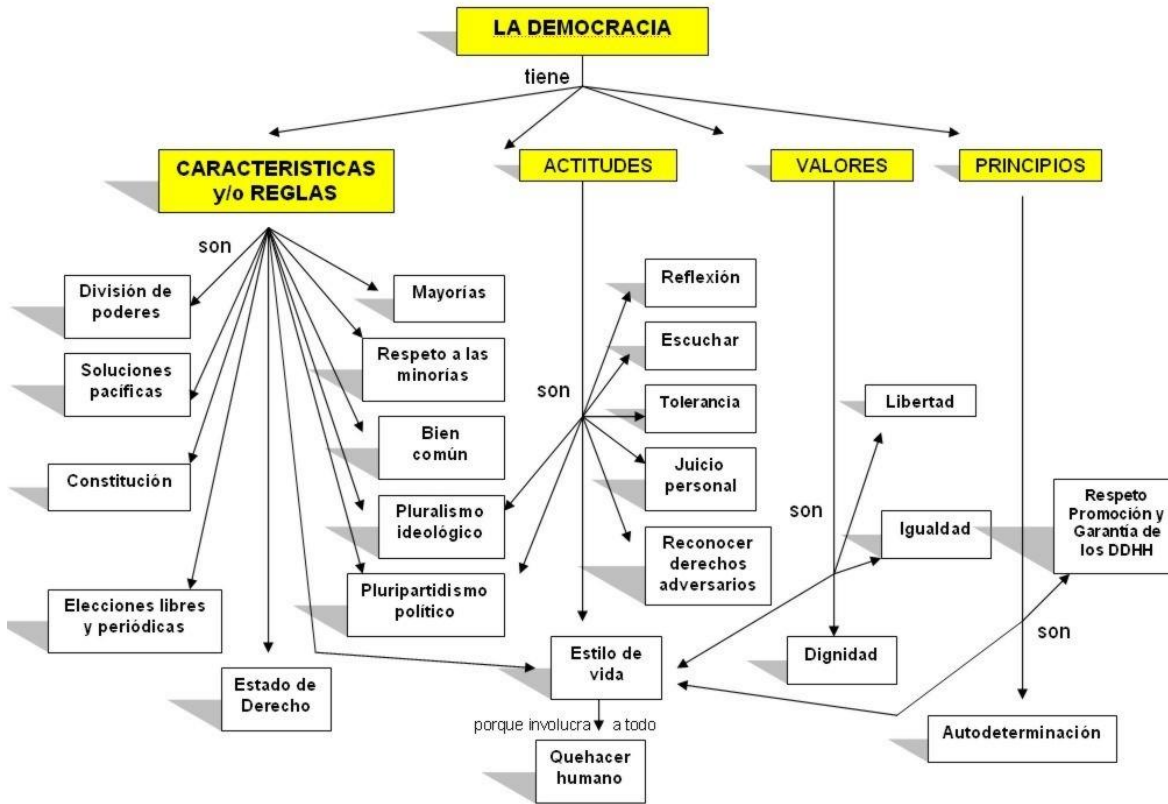 LA DEMOCRACIA
tiene
CARACTERISTICAS
y/o REGLAS
ACTITUDES
VALORES
PRINCIPIOS
son
División de
poderes
Soluciones
pacíficas
Constitución
Elecciones libres
y periódicas
Estado de
Derecho
Mayorías
Respeto a las
minorías
Bien
común
Pluralismo
ideológico
Pluripartidismo
político
son
Reflexión
Escuchar
Tolerancia
Juicio
personal
Reconocer
derechos
adversarios
Estilo de
vida
porque involucra a todo
Quehacer
humano
son
Libertad
Igualdad
Dignidad
son
Respeto
Promoción y
Garantía de
los DDHH
Autodeterminación